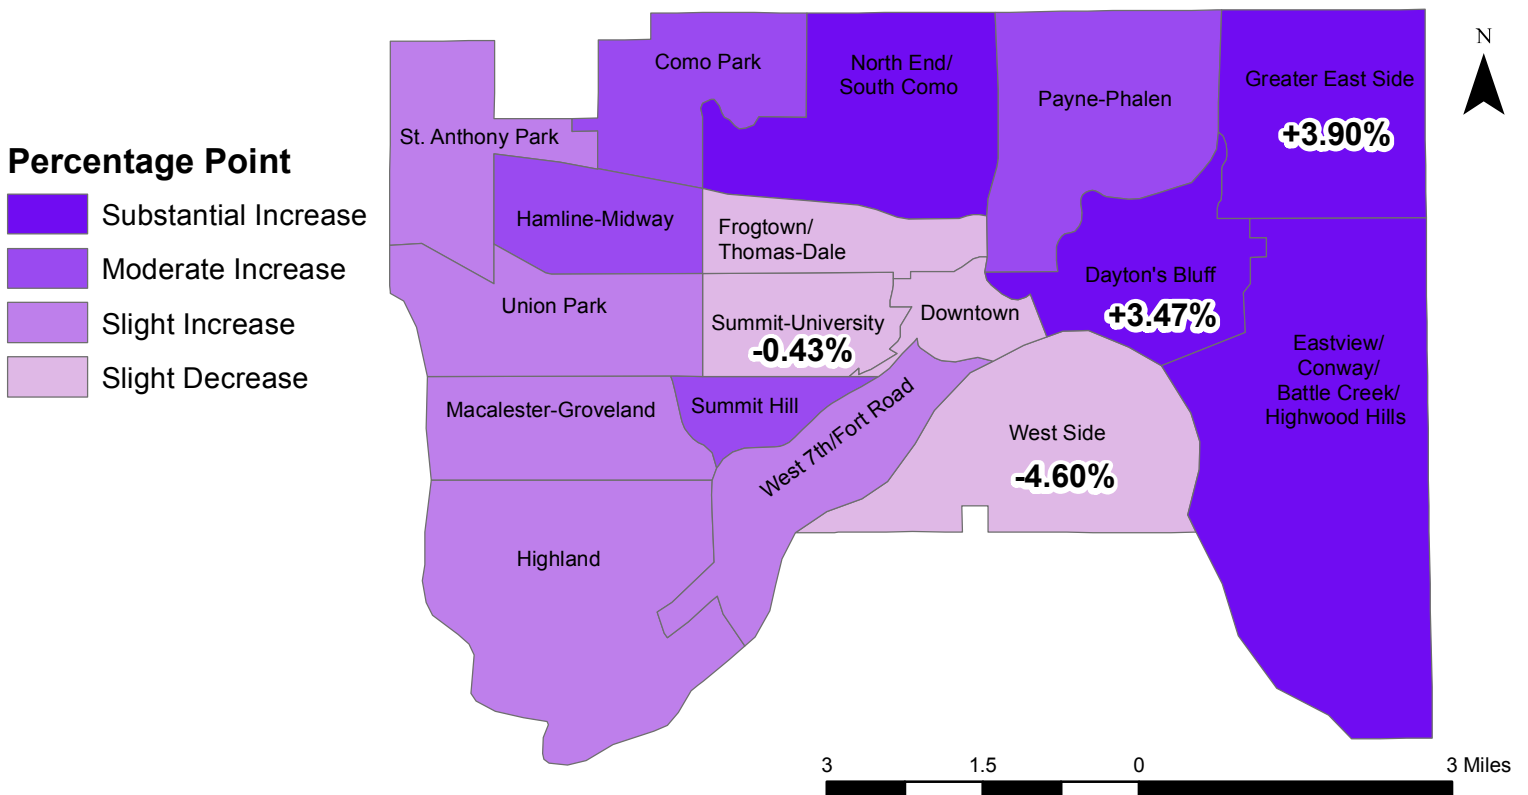 Percentage Point
Substantial Increase
Moderate Increase
Slight Increase
Slight Decrease
Como Park
North End/
South Como
Payne-Phalen
Greater East Side
+3.90%
N
St. Anthony Park
Hamline-Midway
Frogtown/
Thomas-Dale
Dayton's Bluff
+3.47%
Union Park
Summit-University
-0.43%
Downtown
Eastview/
Conway/
Battle Creek/
Highwood Hills
Macalester-Groveland
Summit Hill
West 7th/Fort Road
West Side
-4.60%
Highland
3 1.5 0 3 Miles